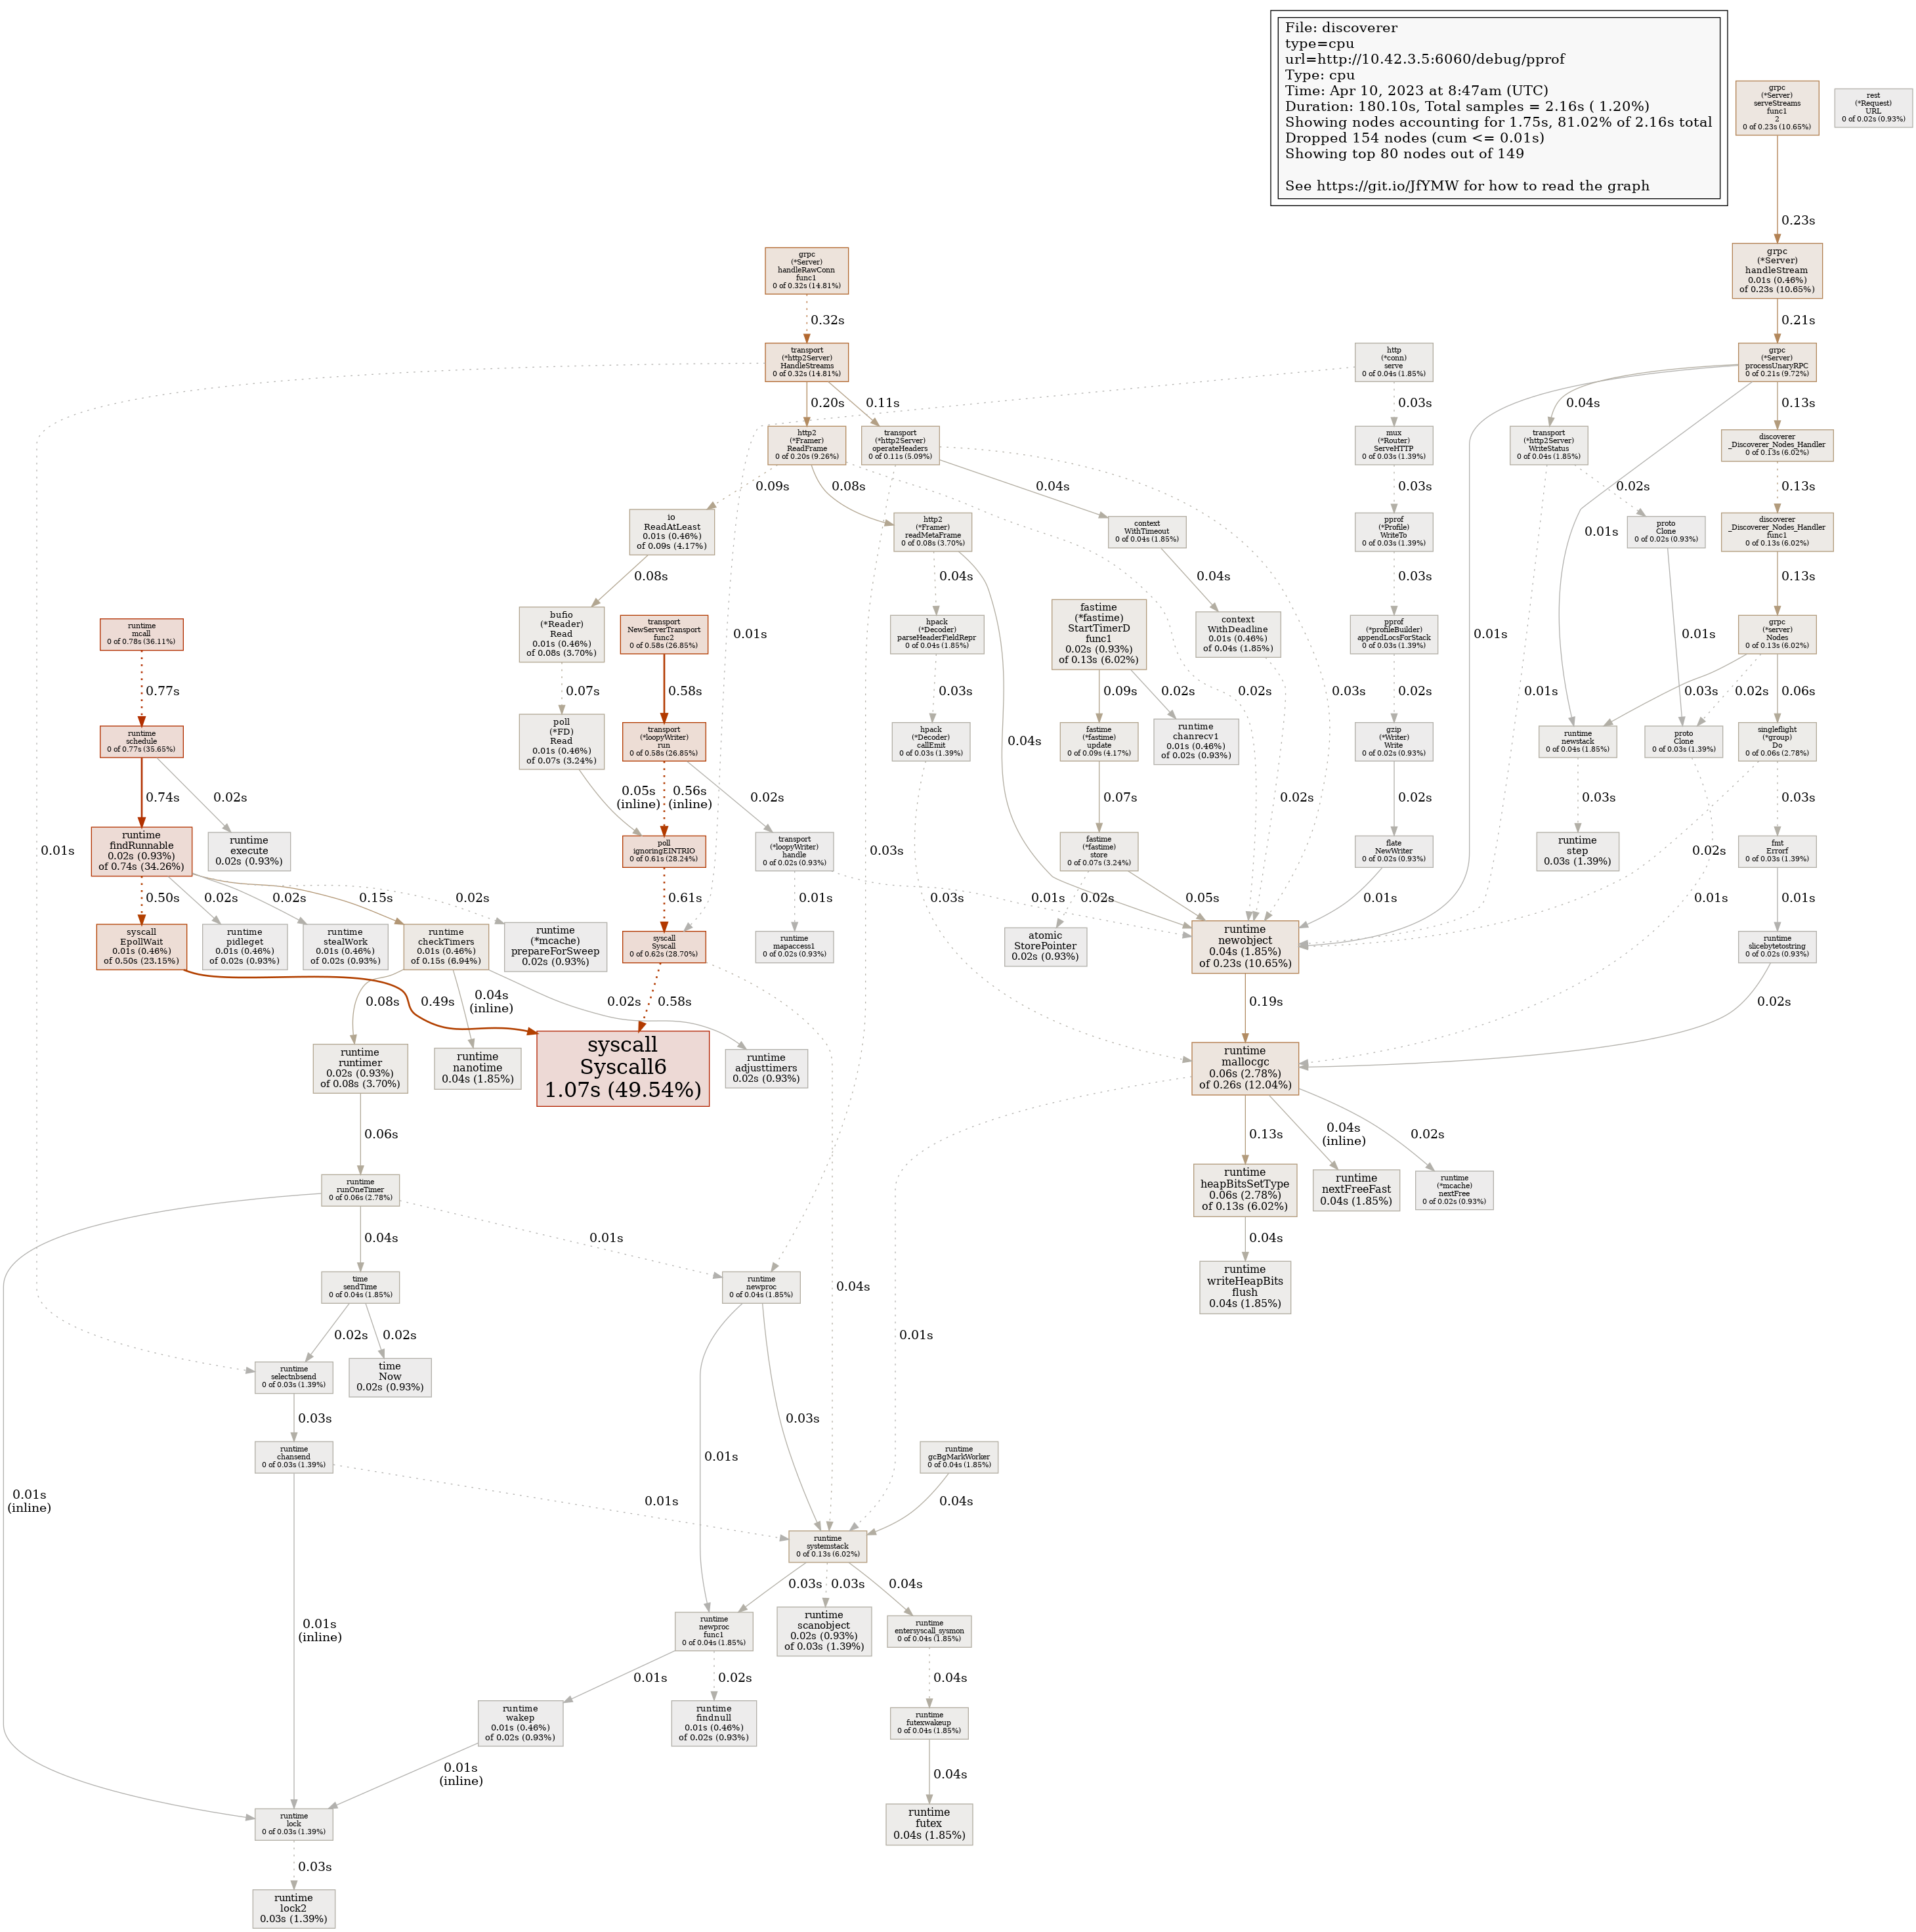 File: discoverer
type=cpu
url=http://10.42.3.5:6060/debug/pprof
Type: cpu
Time: Apr 10, 2023 at 8:47am (UTC)
Duration: 180.10s, Total samples = 2.16s ( 1.20%)
Showing nodes accounting for 1.75s, 81.02% of 2.16s total
Dropped 154 nodes (cum <= 0.01s)
Showing top 80 nodes out of 149
See https://git.io/JfYMW for how to read the graph
grpc
(*Server)
serveStreams
func1
2
0 of 0.23s (10.65%)
rest
(*Request)
URL
0 of 0.02s (0.93%)
0.23s
grpc
(*Server)
handleRawConn
func1
0 of 0.32s (14.81%)
grpc
(*Server)
handleStream
0.01s (0.46%)
of 0.23s (10.65%)
0.32s
0.21s
transport
(*http2Server)
HandleStreams
0 of 0.32s (14.81%)
http
(*conn)
serve
0 of 0.04s (1.85%)
grpc
(*Server)
processUnaryRPC
0 of 0.21s (9.72%)
0.20s
0.11s
0.03s
0.04s
0.13s
http2
(*Framer)
ReadFrame
0 of 0.20s (9.26%)
transport
(*http2Server)
operateHeaders
0 of 0.11s (5.09%)
mux
(*Router)
ServeHTTP
0 of 0.03s (1.39%)
transport
(*http2Server)
WriteStatus
0 of 0.04s (1.85%)
discoverer
_Discoverer_Nodes_Handler
0 of 0.13s (6.02%)
0.09s
0.08s
0.04s
0.03s
0.02s
0.13s
io
ReadAtLeast
0.01s (0.46%)
of 0.09s (4.17%)
http2
(*Framer)
readMetaFrame
0 of 0.08s (3.70%)
context
WithTimeout
0 of 0.04s (1.85%)
pprof
(*Profile)
WriteTo
0 of 0.03s (1.39%)
0.01s
proto
Clone
0 of 0.02s (0.93%)
discoverer
_Discoverer_Nodes_Handler
func1
0 of 0.13s (6.02%)
0.08s
0.04s
0.04s
0.03s
0.13s
runtime
mcall
0 of 0.78s (36.11%)
bufio
(*Reader)
Read
0.01s (0.46%)
of 0.08s (3.70%)
transport
NewServerTransport
func2
0 of 0.58s (26.85%)
0.01s
hpack
(*Decoder)
parseHeaderFieldRepr
0 of 0.04s (1.85%)
fastime
(*fastime)
StartTimerD
func1
0.02s (0.93%)
of 0.13s (6.02%)
context
WithDeadline
0.01s (0.46%)
of 0.04s (1.85%)
pprof
(*profileBuilder)
appendLocsForStack
0 of 0.03s (1.39%)
0.01s
0.01s
grpc
(*server)
Nodes
0 of 0.13s (6.02%)
0.77s
0.07s
0.58s
0.03s
0.09s
0.02s
0.02s
0.03s
0.02s
0.01s
0.03s
0.02s
0.06s
runtime
schedule
0 of 0.77s (35.65%)
poll
(*FD)
Read
0.01s (0.46%)
of 0.07s (3.24%)
transport
(*loopyWriter)
run
0 of 0.58s (26.85%)
hpack
(*Decoder)
callEmit
0 of 0.03s (1.39%)
0.04s
fastime
(*fastime)
update
0 of 0.09s (4.17%)
runtime
chanrecv1
0.01s (0.46%)
of 0.02s (0.93%)
gzip
(*Writer)
Write
0 of 0.02s (0.93%)
runtime
newstack
0 of 0.04s (1.85%)
proto
Clone
0 of 0.03s (1.39%)
singleflight
(*group)
Do
0 of 0.06s (2.78%)
0.74s
0.02s
0.05s
(inline)
0.56s
(inline)
0.02s
0.07s
0.02s
0.02s
0.03s
0.03s
0.01s
runtime
findRunnable
0.02s (0.93%)
of 0.74s (34.26%)
runtime
execute
0.02s (0.93%)
poll
ignoringEINTRIO
0 of 0.61s (28.24%)
transport
(*loopyWriter)
handle
0 of 0.02s (0.93%)
0.03s
fastime
(*fastime)
store
0 of 0.07s (3.24%)
flate
NewWriter
0 of 0.02s (0.93%)
runtime
step
0.03s (1.39%)
0.02s
fmt
Errorf
0 of 0.03s (1.39%)
0.50s
0.02s
0.02s
0.15s
0.02s
0.61s
0.01s
0.03s
0.01s
0.02s
0.05s
0.01s
0.01s
0.01s
syscall
EpollWait
0.01s (0.46%)
of 0.50s (23.15%)
runtime
pidleget
0.01s (0.46%)
of 0.02s (0.93%)
runtime
stealWork
0.01s (0.46%)
of 0.02s (0.93%)
runtime
checkTimers
0.01s (0.46%)
of 0.15s (6.94%)
runtime
(*mcache)
prepareForSweep
0.02s (0.93%)
syscall
Syscall
0 of 0.62s (28.70%)
runtime
mapaccess1
0 of 0.02s (0.93%)
atomic
StorePointer
0.02s (0.93%)
runtime
newobject
0.04s (1.85%)
of 0.23s (10.65%)
runtime
slicebytetostring
0 of 0.02s (0.93%)
0.08s
0.49s
0.04s
(inline)
0.02s
0.58s
0.19s
0.02s
runtime
runtimer
0.02s (0.93%)
of 0.08s (3.70%)
runtime
nanotime
0.04s (1.85%)
syscall
Syscall6
1.07s (49.54%)
runtime
adjusttimers
0.02s (0.93%)
runtime
mallocgc
0.06s (2.78%)
of 0.26s (12.04%)
0.06s
0.13s
0.04s
(inline)
0.02s
runtime
runOneTimer
0 of 0.06s (2.78%)
runtime
heapBitsSetType
0.06s (2.78%)
of 0.13s (6.02%)
runtime
nextFreeFast
0.04s (1.85%)
runtime
(*mcache)
nextFree
0 of 0.02s (0.93%)
0.04s
0.01s
0.04s
time
sendTime
0 of 0.04s (1.85%)
runtime
newproc
0 of 0.04s (1.85%)
0.04s
runtime
writeHeapBits
flush
0.04s (1.85%)
0.02s
0.02s
0.01s
runtime
selectnbsend
0 of 0.03s (1.39%)
time
Now
0.02s (0.93%)
0.03s
0.03s
runtime
chansend
0 of 0.03s (1.39%)
0.01s
runtime
gcBgMarkWorker
0 of 0.04s (1.85%)
0.01s
(inline)
0.01s
0.04s
runtime
systemstack
0 of 0.13s (6.02%)
0.03s
0.03s
0.04s
0.01s
(inline)
runtime
newproc
func1
0 of 0.04s (1.85%)
runtime
scanobject
0.02s (0.93%)
of 0.03s (1.39%)
runtime
entersyscall_sysmon
0 of 0.04s (1.85%)
0.01s
0.02s
0.04s
runtime
wakep
0.01s (0.46%)
of 0.02s (0.93%)
runtime
findnull
0.01s (0.46%)
of 0.02s (0.93%)
runtime
futexwakeup
0 of 0.04s (1.85%)
0.01s
(inline)
0.04s
runtime
lock
0 of 0.03s (1.39%)
runtime
futex
0.04s (1.85%)
0.03s
runtime
lock2
0.03s (1.39%)